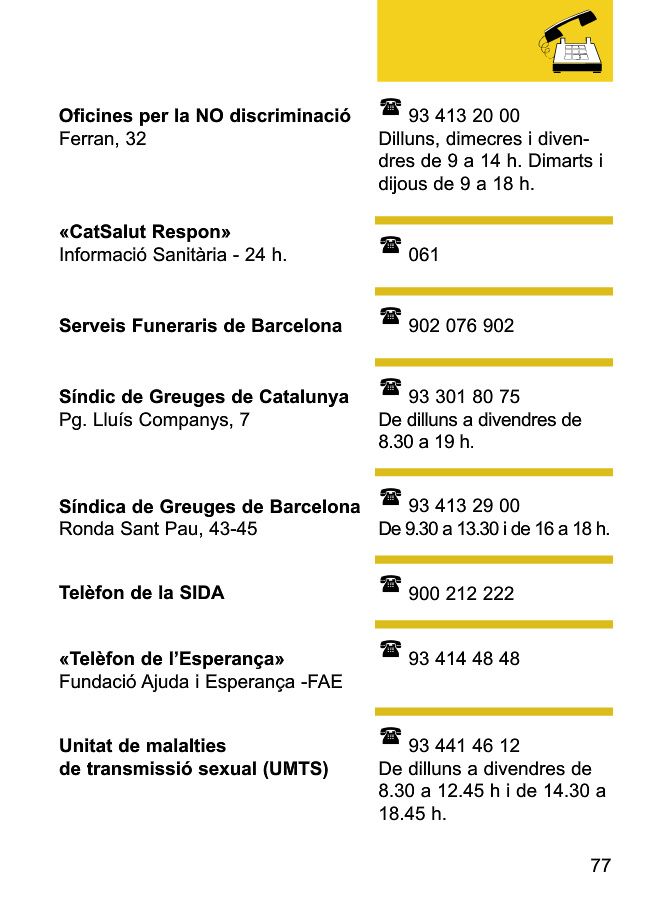 Oficines per la NO discriminació
Ferran, 32
93 413 20 00
Dilluns, dimecres i diven-
dres de 9 a 14 h. Dimarts i
dijous de 9 a 18 h.
«CatSalut Respon»
Informació Sanitària - 24 h.
061
Serveis Funeraris de Barcelona
902 076 902
Síndic de Greuges de Catalunya
Pg. Lluís Companys, 7
93 301 80 75
De dilluns a divendres de
8.30 a 19 h.
Síndica de Greuges de Barcelona
Ronda Sant Pau, 43-45
93 413 29 00
De 9.30 a 13.30 i de 16 a 18 h.
Telèfon de la SIDA
900 212 222
«Telèfon de l’Esperança»
Fundació Ajuda i Esperança -FAE
93 414 48 48
Unitat de malalties
de transmissió sexual (UMTS)
93 441 46 12
De dilluns a divendres de
8.30 a 12.45 h i de 14.30 a
18.45 h.
77